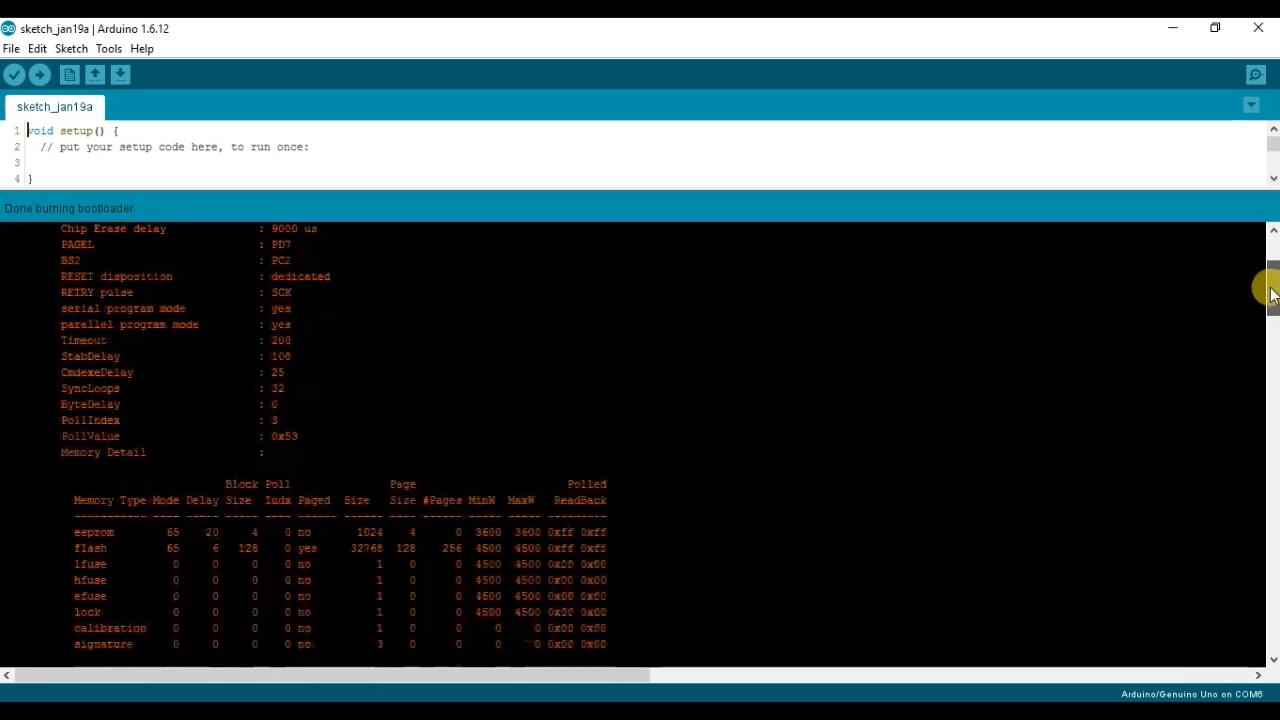 sketch_jan19a | Arduino 1.6.12
File Edit Sketch Tools Help
sketch_jan19a
1 void setup() {
2 // put your setup code here, to run once:
3
4 }
Done burning bootloader.
Chip Erase delay : 9000 us
PAGEL : PD7
BS2 : PC2
RESET disposition : dedicated
RETRY pulse : SCK
serial program mode : yes
parallel program mode : yes
Timeout : 200
StabDelay : 100
CmdexeDelay : 25
SyncLoops : 32
ByteDelay : 0
PollIndex : 3
PollValue : 0x53
Memory Detail :
Block Poll Page Polled
Memory Type Mode Delay Size Indx Paged Size Size #Pages MinW MaxW ReadBack
----------- ---- ----- ----- ---- ------ ------ ---- ------ ----- ----- ---------
eeprom 65 20 4 0 no 1024 4 0 3600 3600 0xff 0xff
flash 65 6 128 0 yes 32768 128 256 4500 4500 0xff 0xff
lfuse 0 0 0 0 no 1 0 0 4500 4500 0x00 0x00
hfuse 0 0 0 0 no 1 0 0 4500 4500 0x00 0x00
efuse 0 0 0 0 no 1 0 0 4500 4500 0x00 0x00
lock 0 0 0 0 no 1 0 0 4500 4500 0x00 0x00
calibration 0 0 0 0 no 1 0 0 0 0 0x00 0x00
signature 0 0 0 0 no 3 0 0 0 0 0x00 0x00
Arduino/Genuino Uno on COM6